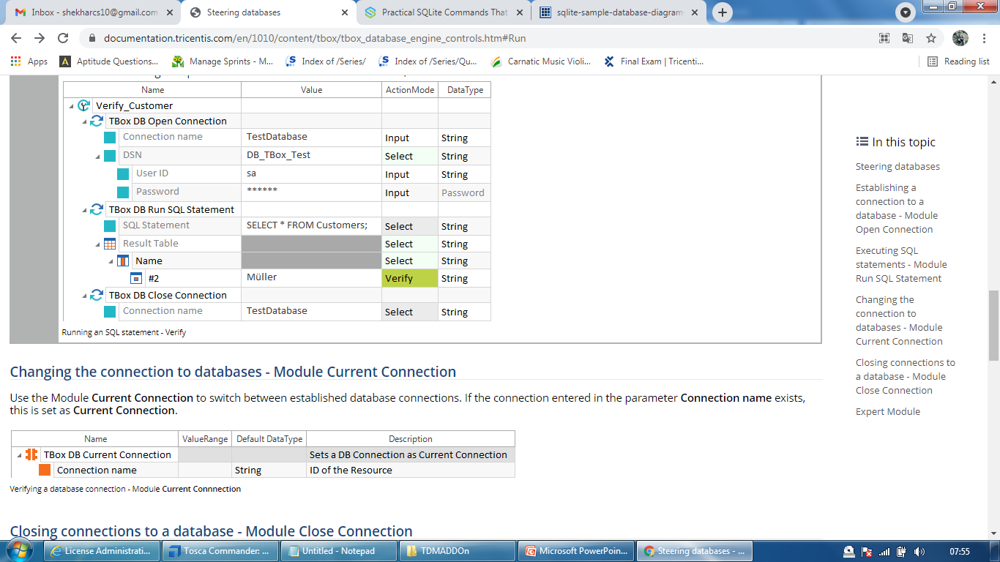 Inbox - shekharcs10@gmail.com
Steering databases
Practical SQLite Commands That
sqlite-sample-database-diagram
documentation.tricentis.com/en/1010/content/tbox/tbox_database_engine_controls.htm#Run
Apps
Aptitude Questions...
Manage Sprints - M...
Index of /Series/
Index of /Series/Qu...
Carnatic Music Violi...
Final Exam | Tricenti...
Reading list
Name Value ActionMode DataType
Verify_Customer
TBox DB Open Connection
Connection name TestDatabase Input String
DSN DB_TBox_Test Select String
User ID sa Input String
Password ****** Input Password
TBox DB Run SQL Statement
SQL Statement SELECT * FROM Customers; Select String
Result Table Select String
Name Select String
#2 Müller Verify String
TBox DB Close Connection
Connection name TestDatabase Select String
Running an SQL statement - Verify
Changing the connection to databases - Module Current Connection
Use the Module Current Connection to switch between established database connections. If the connection entered in the parameter Connection name exists,
this is set as Current Connection.
Name ValueRange Default DataType Description
TBox DB Current Connection Sets a DB Connection as Current Connection
Connection name String ID of the Resource
Verifying a database connection - Module Current Connnection
Closing connections to a database - Module Close Connection
In this topic
Steering databases
Establishing a
connection to a
database - Module
Open Connection
Executing SQL
statements - Module
Run SQL Statement
Changing the
connection to
databases - Module
Current Connection
Closing connections to
a database - Module
Close Connection
Expert Module
License Administrati...
Tosca Commander: ...
Untitled - Notepad
TDMADDOn
Microsoft PowerPoin...
Steering databases - ...
07:55